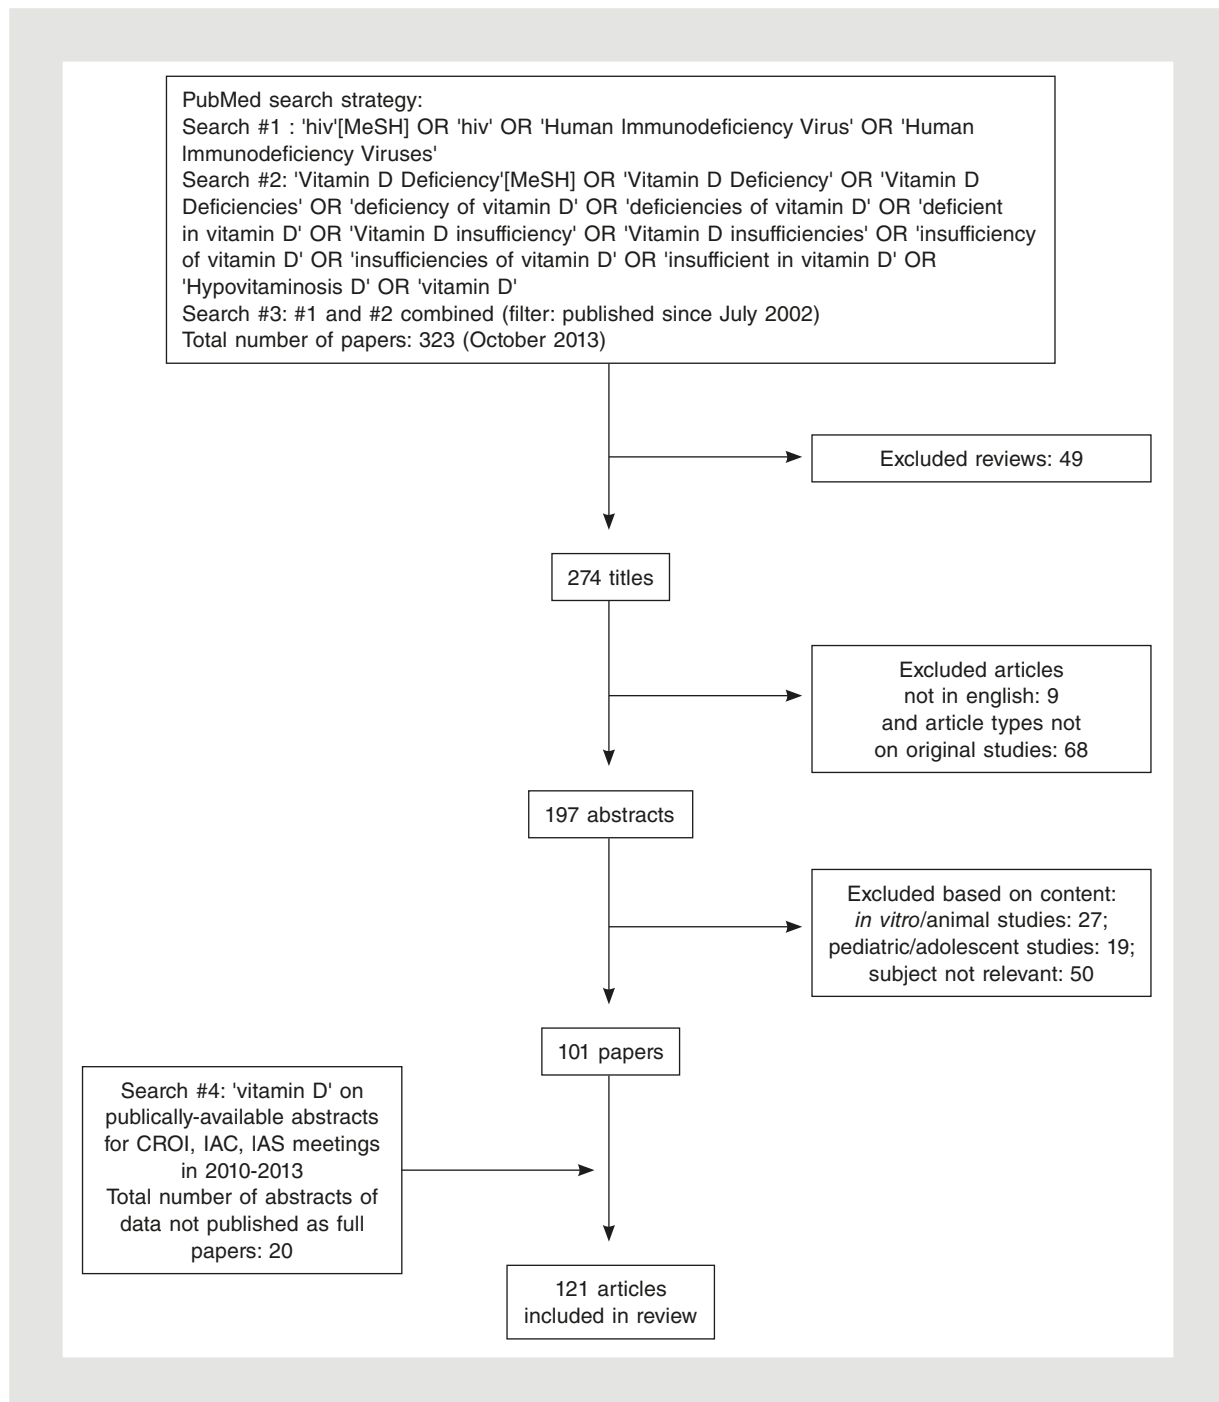 PubMed search strategy:
Search #1 : 'hiv'[MeSH] OR 'hiv' OR 'Human Immunodeficiency Virus' OR 'Human
Immunodeficiency Viruses'
Search #2: 'Vitamin D Deficiency'[MeSH] OR 'Vitamin D Deficiency' OR 'Vitamin D
Deficiencies' OR 'deficiency of vitamin D' OR 'deficiencies of vitamin D' OR 'deficient
in vitamin D' OR 'Vitamin D insufficiency' OR 'Vitamin D insufficiencies' OR 'insufficiency
of vitamin D' OR 'insufficiencies of vitamin D' OR 'insufficient in vitamin D' OR
'Hypovitaminosis D' OR 'vitamin D'
Search #3: #1 and #2 combined (filter: published since July 2002)
Total number of papers: 323 (October 2013)
Excluded reviews: 49
274 titles
Excluded articles
not in english: 9
and article types not
on original studies: 68
197 abstracts
Excluded based on content:
in vitro/animal studies: 27;
pediatric/adolescent studies: 19;
subject not relevant: 50
101 papers
Search #4: 'vitamin D' on
publically-available abstracts
for CROI, IAC, IAS meetings
in 2010-2013
Total number of abstracts of
data not published as full
papers: 20
121 articles
included in review